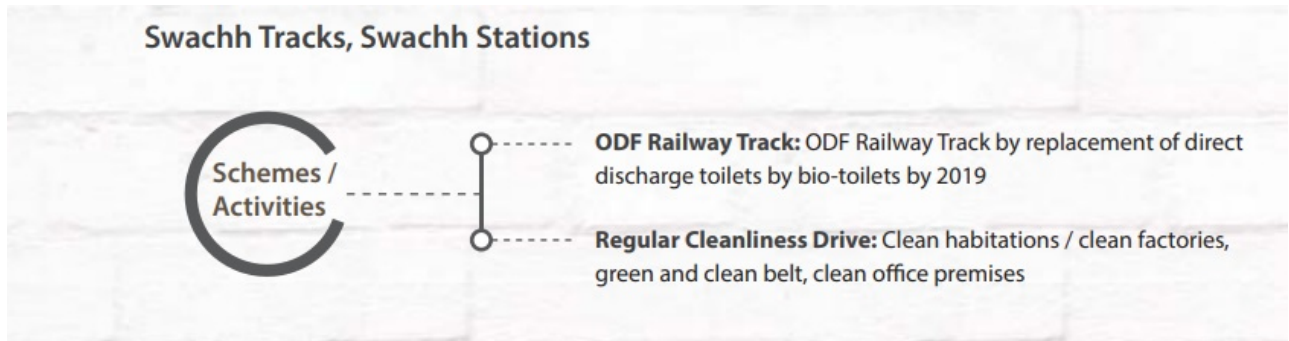 Swachh Tracks, Swachh Stations
Schemes /
Activities
ODF Railway Track: ODF Railway Track by replacement of direct
discharge toilets by bio-toilets by 2019
Regular Cleanliness Drive: Clean habitations / clean factories,
green and clean belt, clean office premises